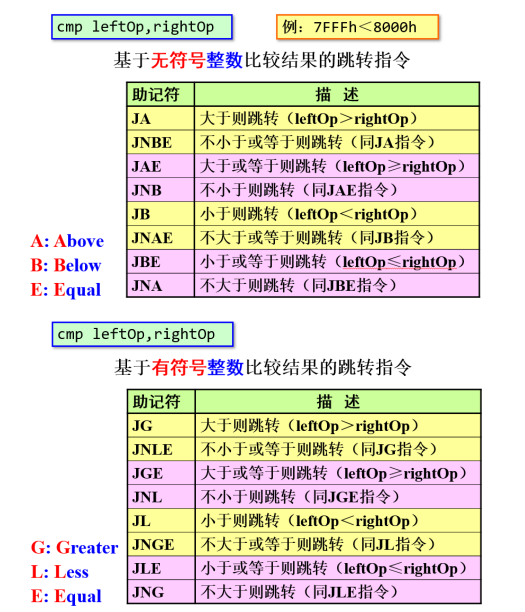 cmp leftOp,rightOp
例：7FFFh＜8000h
基于无符号整数比较结果的跳转指令
助记符 描 述
JA 大于则跳转（leftOp＞rightOp）
JNBE 不小于或等于则跳转（同JA指令）
JAE 大于或等于则跳转（leftOp≥rightOp）
JNB 不小于则跳转（同JAE指令）
JB 小于则跳转（leftOp＜rightOp）
JNAE 不大于或等于则跳转（同JB指令）
JBE 小于或等于则跳转（leftOp≤rightOp）
JNA 不大于则跳转（同JBE指令）
A: Above
B: Below
E: Equal
cmp leftOp,rightOp
基于有符号整数比较结果的跳转指令
助记符 描 述
JG 大于则跳转（leftOp＞rightOp）
JNLE 不小于或等于则跳转（同JG指令）
JGE 大于或等于则跳转（leftOp≥rightOp）
JNL 不小于则跳转（同JGE指令）
JL 小于则跳转（leftOp＜rightOp）
JNGE 不大于或等于则跳转（同JL指令）
JLE 小于或等于则跳转（leftOp≤rightOp）
JNG 不大于则跳转（同JLE指令）
G: Greater
L: Less
E: Equal